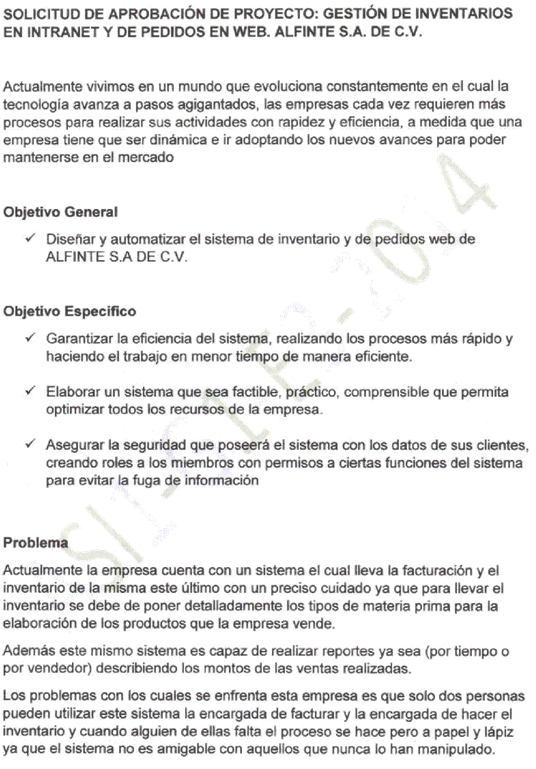 SOLICITUD DE APROBACIÓN DE PROYECTO: GESTIÓN DE INVENTARIOS
EN INTRANET Y DE PEDIDOS EN WEB. ALFINTE S.A. DE C.V.
Actualmente vivimos en un mundo que evoluciona constantemente en el cual la
tecnología avanza a pasos agigantados, las empresas cada vez requieren más
procesos para realizar sus actividades con rapidez y eficiencia, a medida que una
empresa tiene que ser dinámica e ir adoptando los nuevos avances para poder
mantenerse en el mercado
Objetivo General
✓ Diseñar y automatizar el sistema de inventario y de pedidos web de
ALFINTE S.A DE C.V.
Objetivo Especifico
✓ Garantizar la eficiencia del sistema, realizando los procesos más rápido y
haciendo el trabajo en menor tiempo de manera eficiente.
✓ Elaborar un sistema que sea factible, práctico, comprensible que permita
optimizar todos los recursos de la empresa.
✓ Asegurar la seguridad que poseerá el sistema con los datos de sus clientes,
creando roles a los miembros con permisos a ciertas funciones del sistema
para evitar la fuga de información
Problema
Actualmente la empresa cuenta con un sistema el cual lleva la facturación y el
inventario de la misma este último con un preciso cuidado ya que para llevar el
inventario se debe de poner detalladamente los tipos de materia prima para la
elaboración de los productos que la empresa vende.
Además este mismo sistema es capaz de realizar reportes ya sea (por tiempo o
por vendedor) describiendo los montos de las ventas realizadas.
Los problemas con los cuales se enfrenta esta empresa es que solo dos personas
pueden utilizar este sistema la encargada de facturar y la encargada de hacer el
inventario y cuando alguien de ellas falta el proceso se hace pero a papel y lápiz
ya que el sistema no es amigable con aquellos que nunca lo han manipulado.